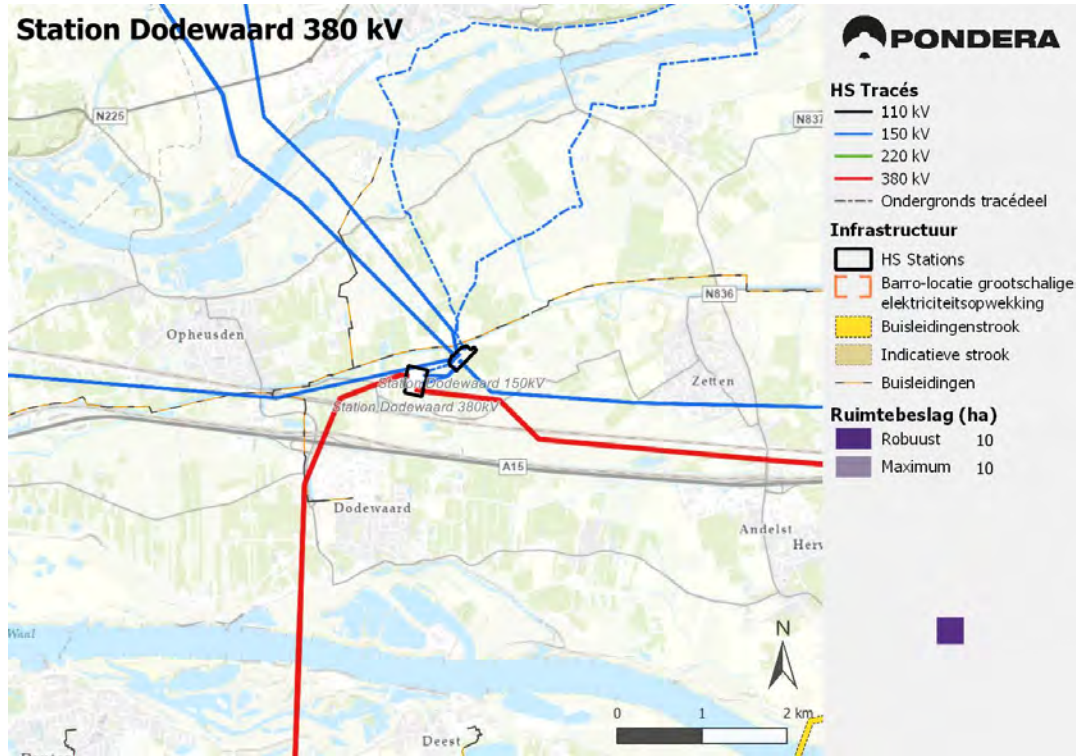 Station Dodewaard 380 kV
PONDERA
HS Tracés
110 kV
150 kV
220 kV
380 kV
Ondergronds tracédeel
Infrastructuur
HS Stations
Barro-locatie grootschalige
elektriciteitsopwekking
Buisleidingenstrook
Indicatieve strook
Buisleidingen
Ruimtebeslag (ha)
Robuust 10
Maximum 10
N225
N837
N836
Opheusden
Zetten
Station Dodewaard 150kV
Station Dodewaard 380kV
A15
Dodewaard
Andelst
Waal
Deest
N
0 1 2 km